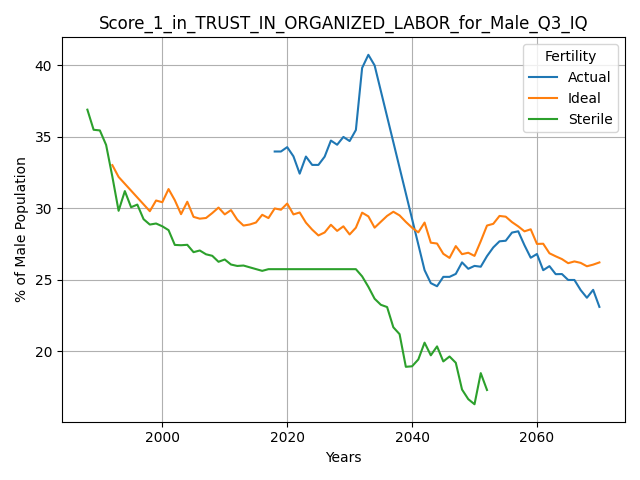 Score_1_in_TRUST_IN_ORGANIZED_LABOR_for_Male_Q3_IQ
Fertility
Actual
Ideal
Sterile
% of Male Population
40
35
30
25
20
2000
2020
2040
2060
Years